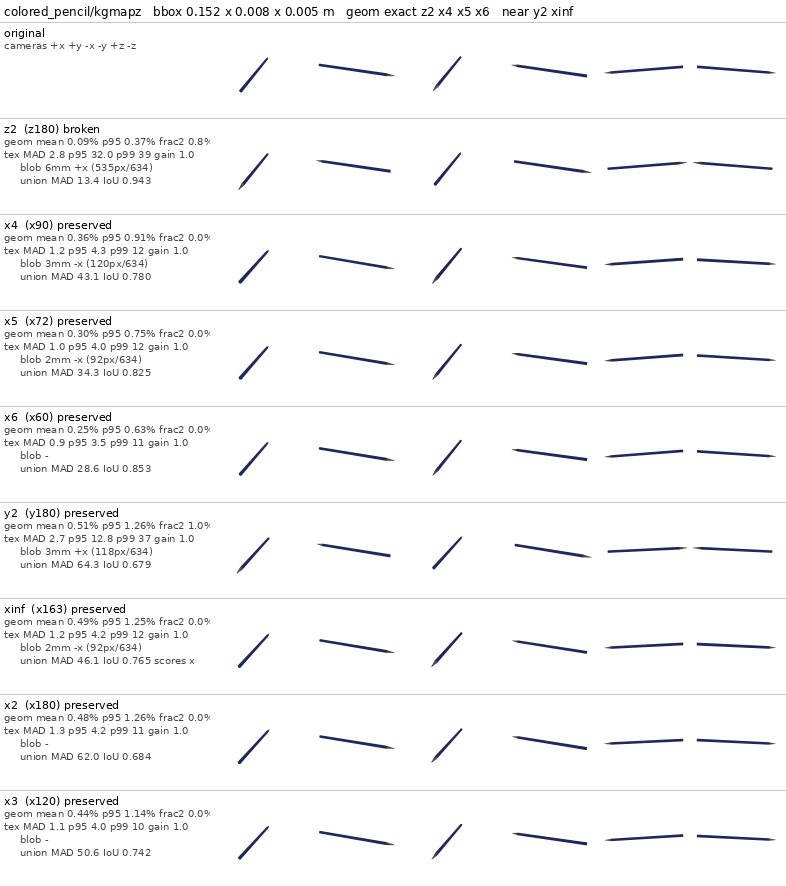 colored_pencil/kgmapz   bbox 0.152 x 0.008 x 0.005 m   geom exact z2 x4 x5 x6   near y2 xinf
original
cameras +x +y -x -y +z -z
z2  (z180) broken
geom mean 0.09% p95 0.37% frac2 0.8%
tex MAD 2.8 p95 32.0 p99 39 gain 1.0
blob 6mm +x (535px/634)
union MAD 13.4 IoU 0.943
x4  (x90) preserved
geom mean 0.36% p95 0.91% frac2 0.0%
tex MAD 1.2 p95 4.3 p99 12 gain 1.0
blob 3mm -x (120px/634)
union MAD 43.1 IoU 0.780
x5  (x72) preserved
geom mean 0.30% p95 0.75% frac2 0.0%
tex MAD 1.0 p95 4.0 p99 12 gain 1.0
blob 2mm -x (92px/634)
union MAD 34.3 IoU 0.825
x6  (x60) preserved
geom mean 0.25% p95 0.63% frac2 0.0%
tex MAD 0.9 p95 3.5 p99 11 gain 1.0
blob -
union MAD 28.6 IoU 0.853
y2  (y180) preserved
geom mean 0.51% p95 1.26% frac2 1.0%
tex MAD 2.7 p95 12.8 p99 37 gain 1.0
blob 3mm +x (118px/634)
union MAD 64.3 IoU 0.679
xinf  (x163) preserved
geom mean 0.49% p95 1.25% frac2 0.0%
tex MAD 1.2 p95 4.2 p99 12 gain 1.0
blob 2mm -x (92px/634)
union MAD 46.1 IoU 0.765 scores x
x2  (x180) preserved
geom mean 0.48% p95 1.26% frac2 0.0%
tex MAD 1.3 p95 4.2 p99 11 gain 1.0
blob -
union MAD 62.0 IoU 0.684
x3  (x120) preserved
geom mean 0.44% p95 1.14% frac2 0.0%
tex MAD 1.1 p95 4.0 p99 10 gain 1.0
blob -
union MAD 50.6 IoU 0.742